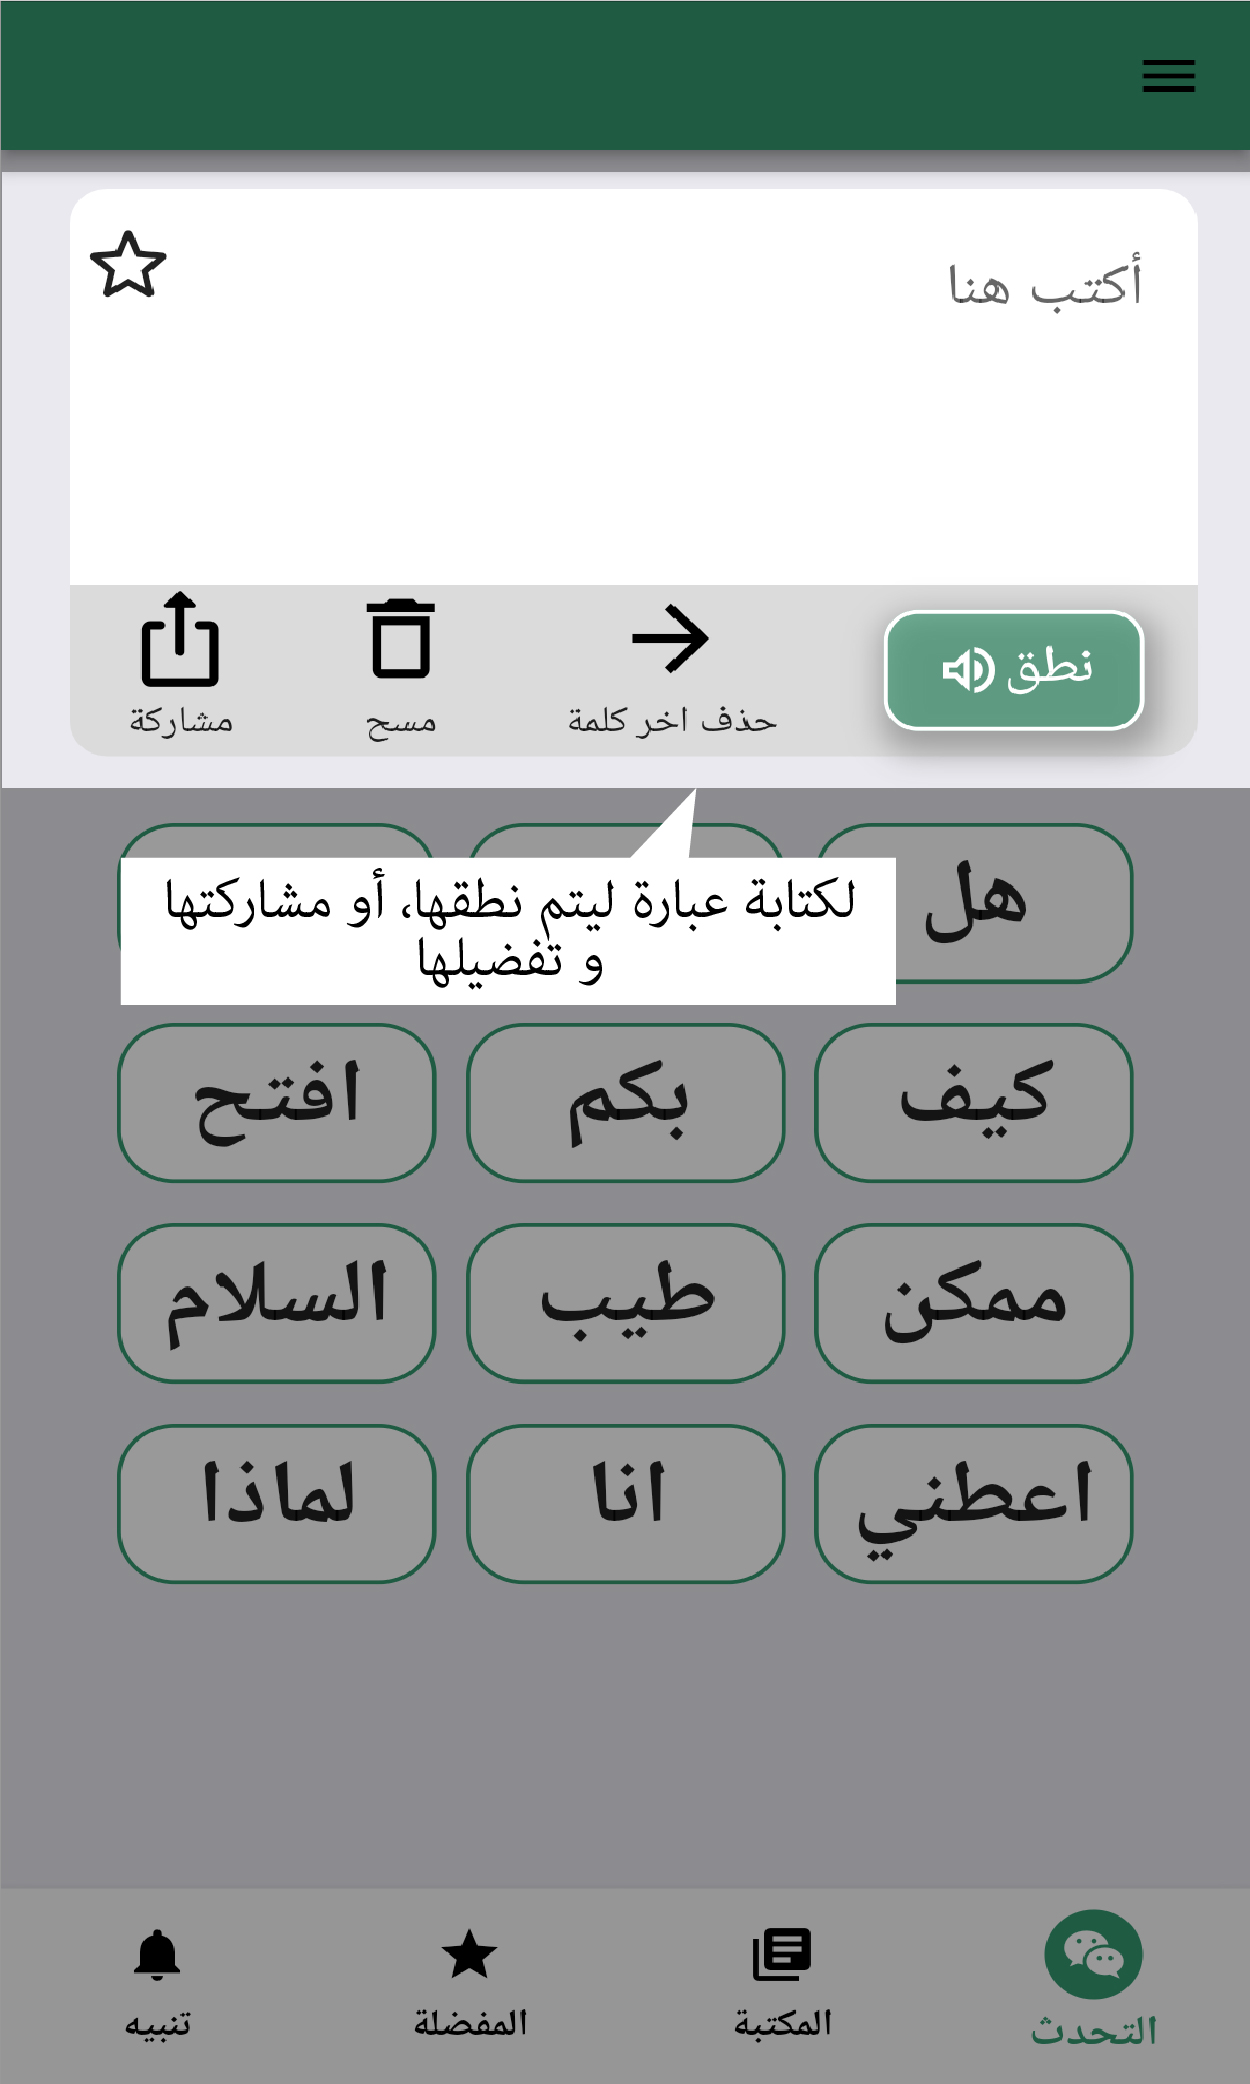 أكتب هنا
نطق
حذف اخر كلمة
مسح
مشاركة
لكتابة عبارة ليتم نطقها، أو مشاركتها
و تفضيلها
هل
كيف
بكم
افتح
ممكن
طيب
السلام
اعطني
انا
لماذا
التحدث
المكتبة
المفضلة
تنبيه